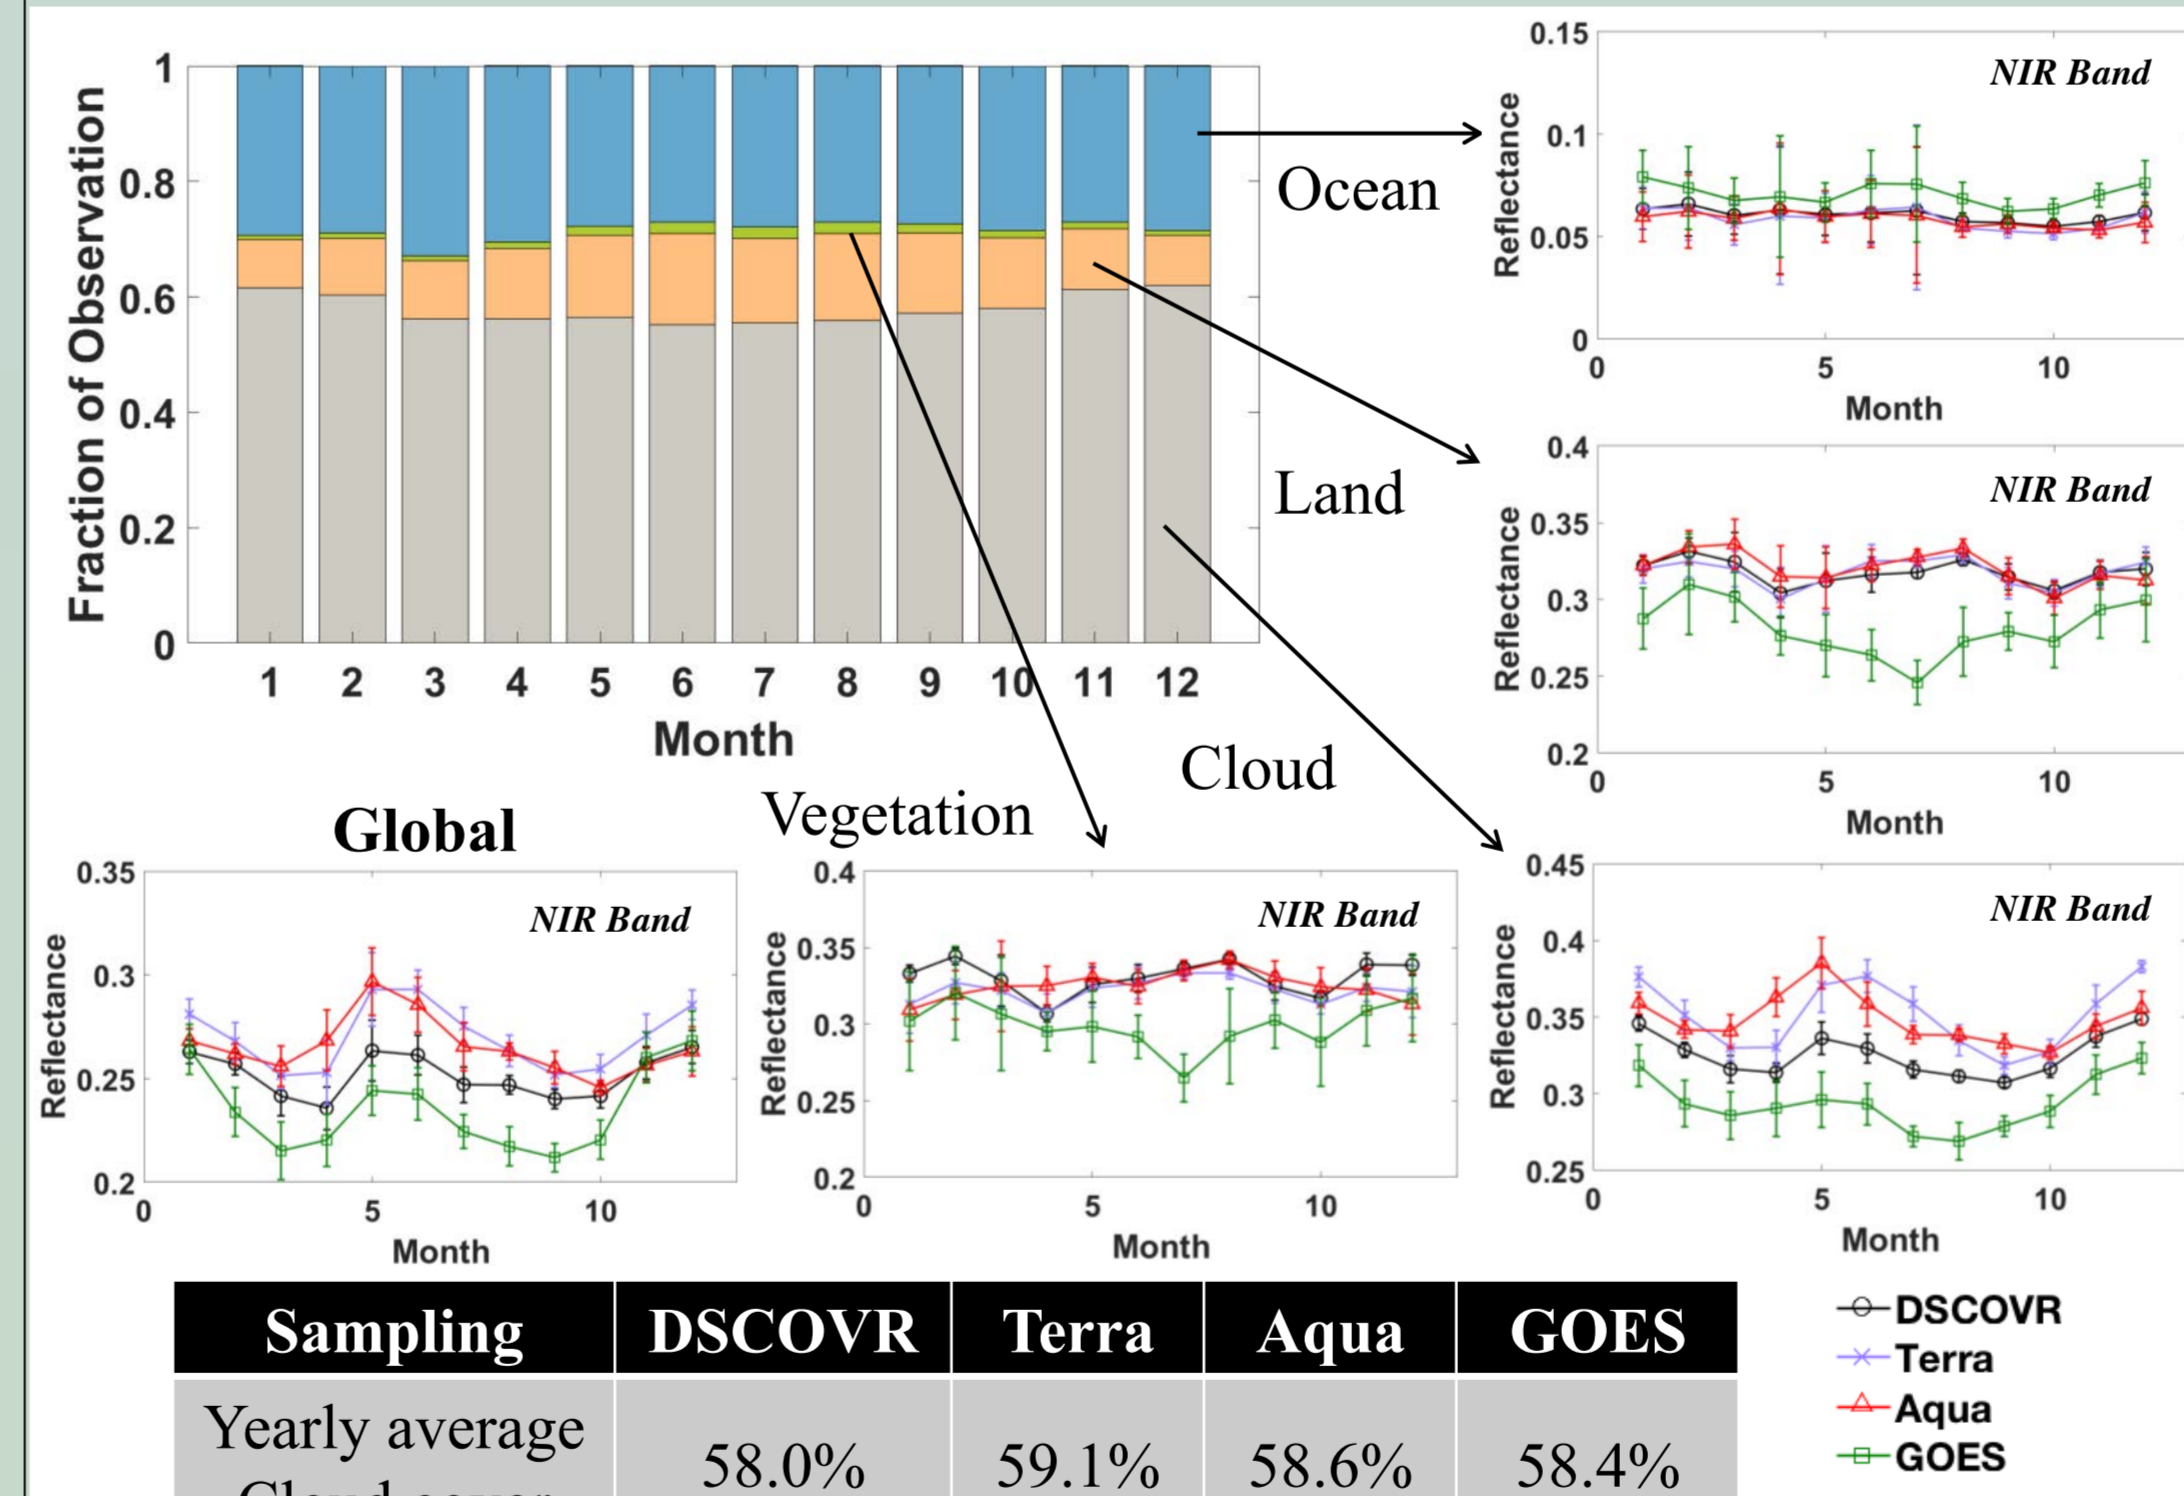 1
0.8
0.6
0.4
0.2
0
Fraction of Observation
1 2 3 4 5 6 7 8 9 10 11 12
Month
Ocean
Land
Cloud
Vegetation
0.15
0.1
0.05
0
Reflectance
NIR Band
0 5 10
Month
0.4
0.35
0.3
0.25
0.2
Reflectance
NIR Band
0 5 10
Month
Global
0.35
0.3
0.25
0.2
Reflectance
NIR Band
0 5 10
Month
0.4
0.35
0.3
0.25
0.2
Reflectance
NIR Band
0 5 10
Month
0.45
0.4
0.35
0.3
0.25
Reflectance
NIR Band
0 5 10
Month
Sampling DSCOVR Terra Aqua GOES
Yearly average
Cloud cover
58.0% 59.1% 58.6% 58.4%
DSCOVR
Terra
Aqua
GOES